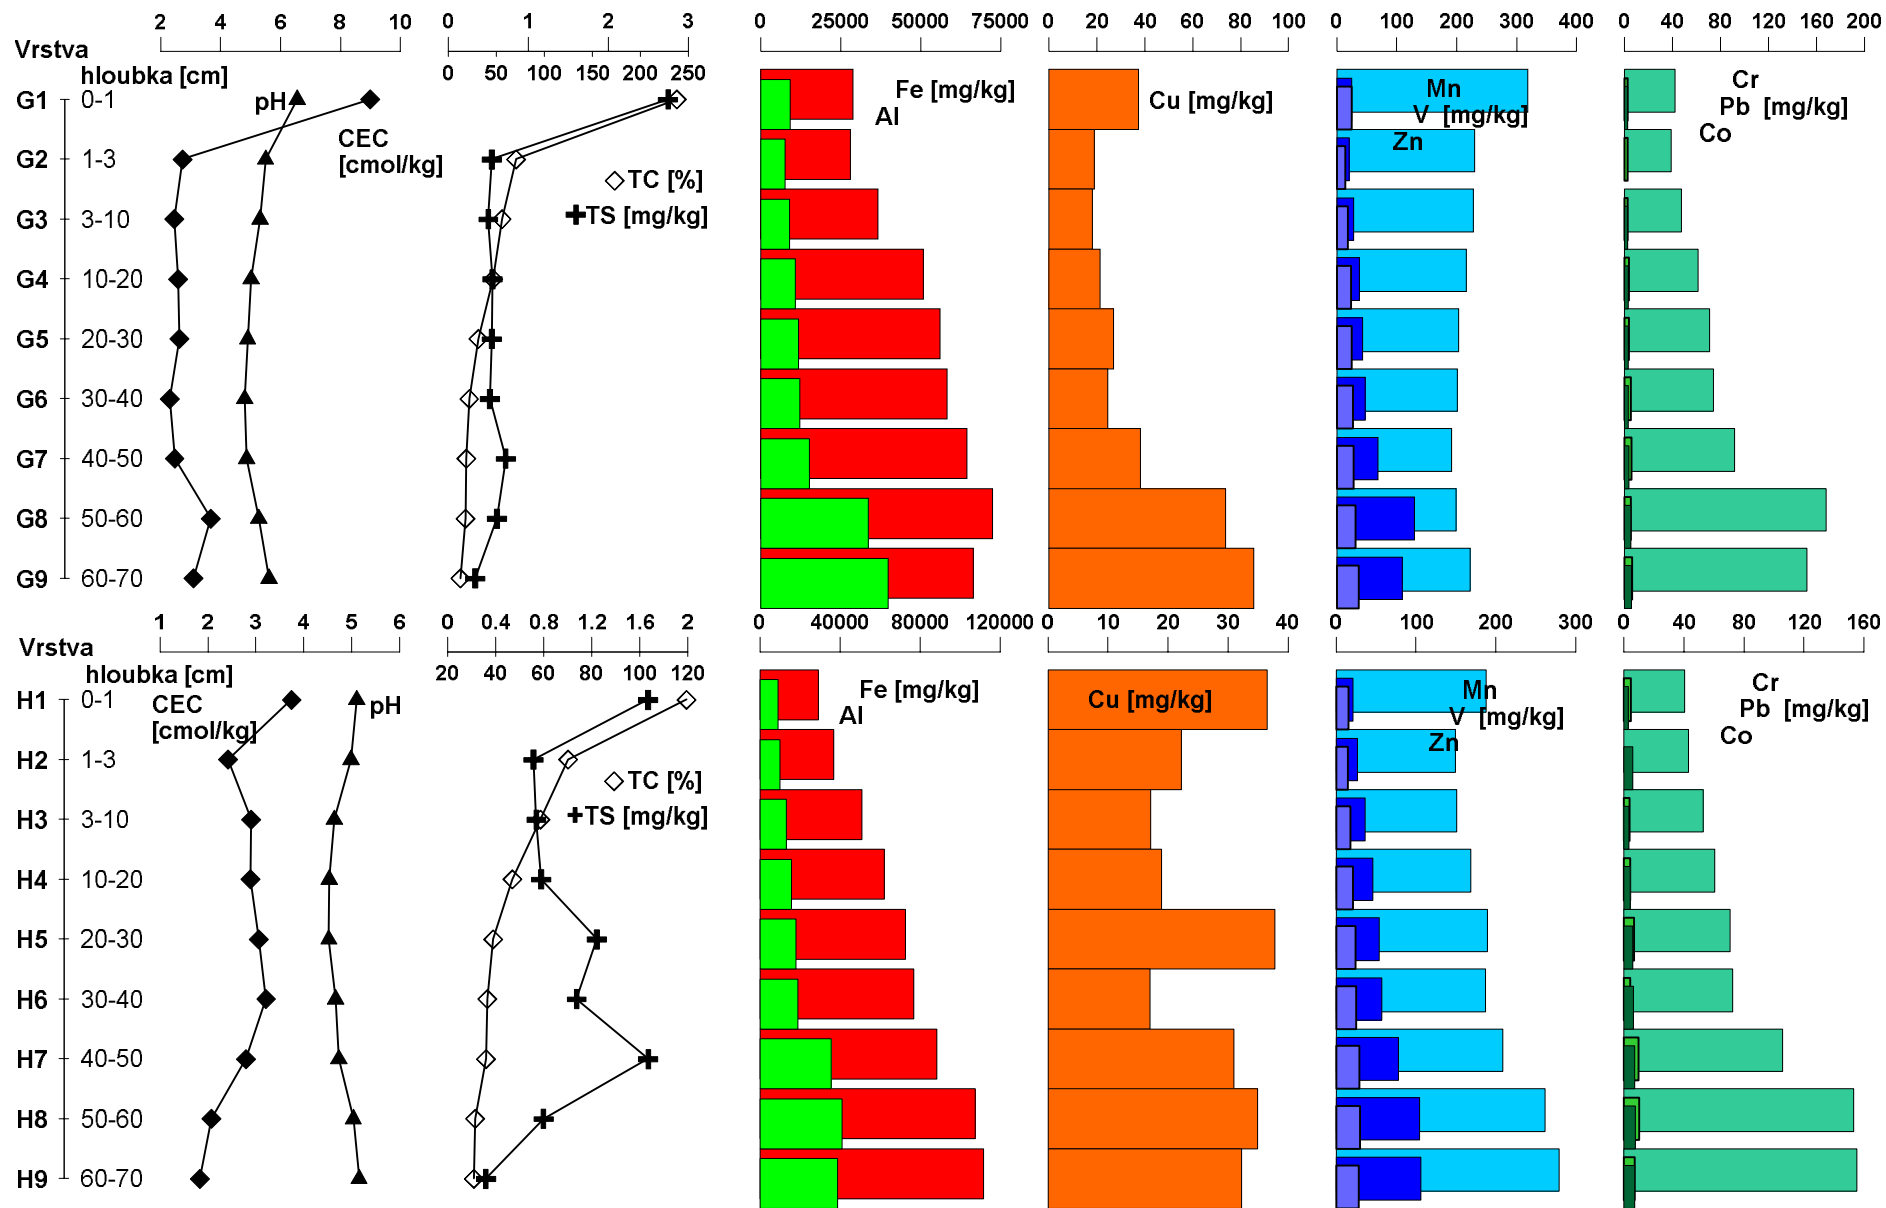 2 4 6 8 10
0 1 2 3
0 25000 50000 75000
0 20 40 60 80 100
0 100 200 300 400
0 40 80 120 160 200
Vrstva
0 50 100 150 200 250
hloubka [cm]
G1 0-1
pH
CEC
[cmol/kg]
Fe [mg/kg]
Al
Cu [mg/kg]
Mn
V [mg/kg]
Zn
Cr
Pb [mg/kg]
Co
G2 1-3
TC [%]
TS [mg/kg]
G3 3-10
G4 10-20
G5 20-30
G6 30-40
G7 40-50
G8 50-60
G9 60-70
1 2 3 4 5 6
0 0.4 0.8 1.2 1.6 2
0 40000 80000 120000
0 10 20 30 40
0 100 200 300
0 40 80 120 160
Vrstva
20 40 60 80 100 120
hloubka [cm]
H1 0-1
CEC
[cmol/kg]
pH
Fe [mg/kg]
Al
Cu [mg/kg]
Mn
V [mg/kg]
Zn
Cr
Pb [mg/kg]
Co
H2 1-3
TC [%]
TS [mg/kg]
H3 3-10
H4 10-20
H5 20-30
H6 30-40
H7 40-50
H8 50-60
H9 60-70